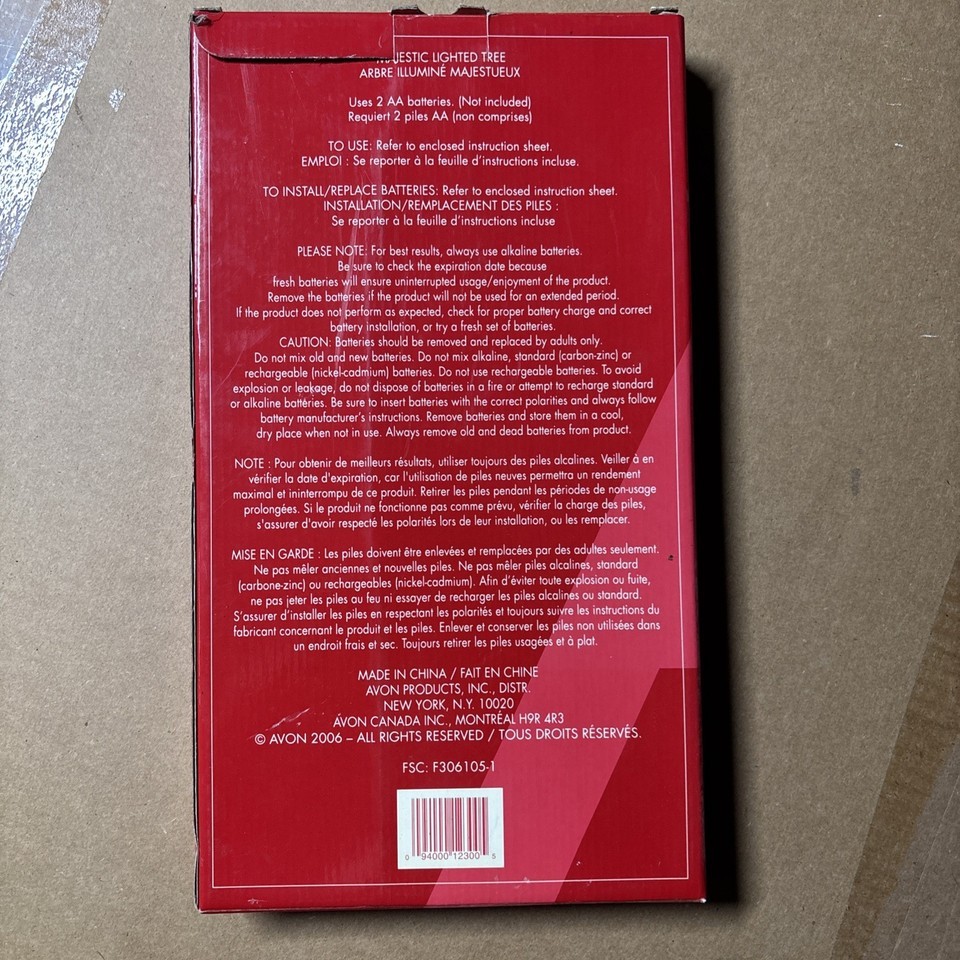 MAJESTIC LIGHTED TREE
ARBRE ILLUMINÉ MAJESTUEUX
Uses 2 AA batteries. (Not included)
Requiert 2 piles AA (non comprises)
TO USE: Refer to enclosed instruction sheet.
EMPLOI : Se reporter à la feuille d'instructions incluse.
TO INSTALL/REPLACE BATTERIES: Refer to enclosed instruction sheet.
INSTALLATION/REMPLACEMENT DES PILES :
Se reporter à la feuille d'instructions incluse
PLEASE NOTE: For best results, always use alkaline batteries.
Be sure to check the expiration date because
fresh batteries will ensure uninterrupted usage/enjoyment of the product.
Remove the batteries if the product will not be used for an extended period.
If the product does not perform as expected, check for proper battery charge and correct
battery installation, or try a fresh set of batteries.
CAUTION: Batteries should be removed and replaced by adults only.
Do not mix old and new batteries. Do not mix alkaline, standard (carbon-zinc) or
rechargeable (nickel-cadmium) batteries. Do not use rechargeable batteries. To avoid
explosion or leakage, do not dispose of batteries in a fire or attempt to recharge standard
or alkaline battéries. Be sure to insert batteries with the correct polarities and always follow
battery manufacturer's instructions. Remove batteries and store them in a cool,
dry place when not in use. Always remove old and dead batteries from product.
NOTE : Pour obtenir de meilleurs résultats, utiliser toujours des piles alcalines. Veiller à en
vérifier la date d'expiration, car l'utilisation de piles neuves permettra un rendement
maximal et ininterrompu de ce produit. Retirer les piles pendant les périodes de non-usage
prolongées. Si le produit ne fonctionne pas comme prévu, vérifier la charge des piles,
s'assurer d'avoir respecté les polarités lors de leur installation, ou les remplacer.
MISE EN GARDE : Les piles doivent être enlevées et remplacées par des adultes seulement.
Ne pas mêler anciennes et nouvelles piles. Ne pas mêler piles alcalines, standard
(carbone-zinc) ou rechargeables (nickel-cadmium). Afin d'éviter toute explosion ou fuite,
ne pas jeter les piles au feu ni essayer de recharger les piles alcalines ou standard.
S'assurer d'installer les piles en respectant les polarités et toujours suivre les instructions du
fabricant concernant le produit et les piles. Enlever et conserver les piles non utilisées dans
un endroit frais et sec. Toujours retirer les piles usagées et à plat.
MADE IN CHINA / FAIT EN CHINE
AVON PRODUCTS, INC., DISTR.
NEW YORK, N.Y. 10020
AVON CANADA INC., MONTRÉAL H9R 4R3
© AVON 2006 – ALL RIGHTS RESERVED / TOUS DROITS RÉSERVÉS.
FSC: F306105-1
0 94000 12300 5